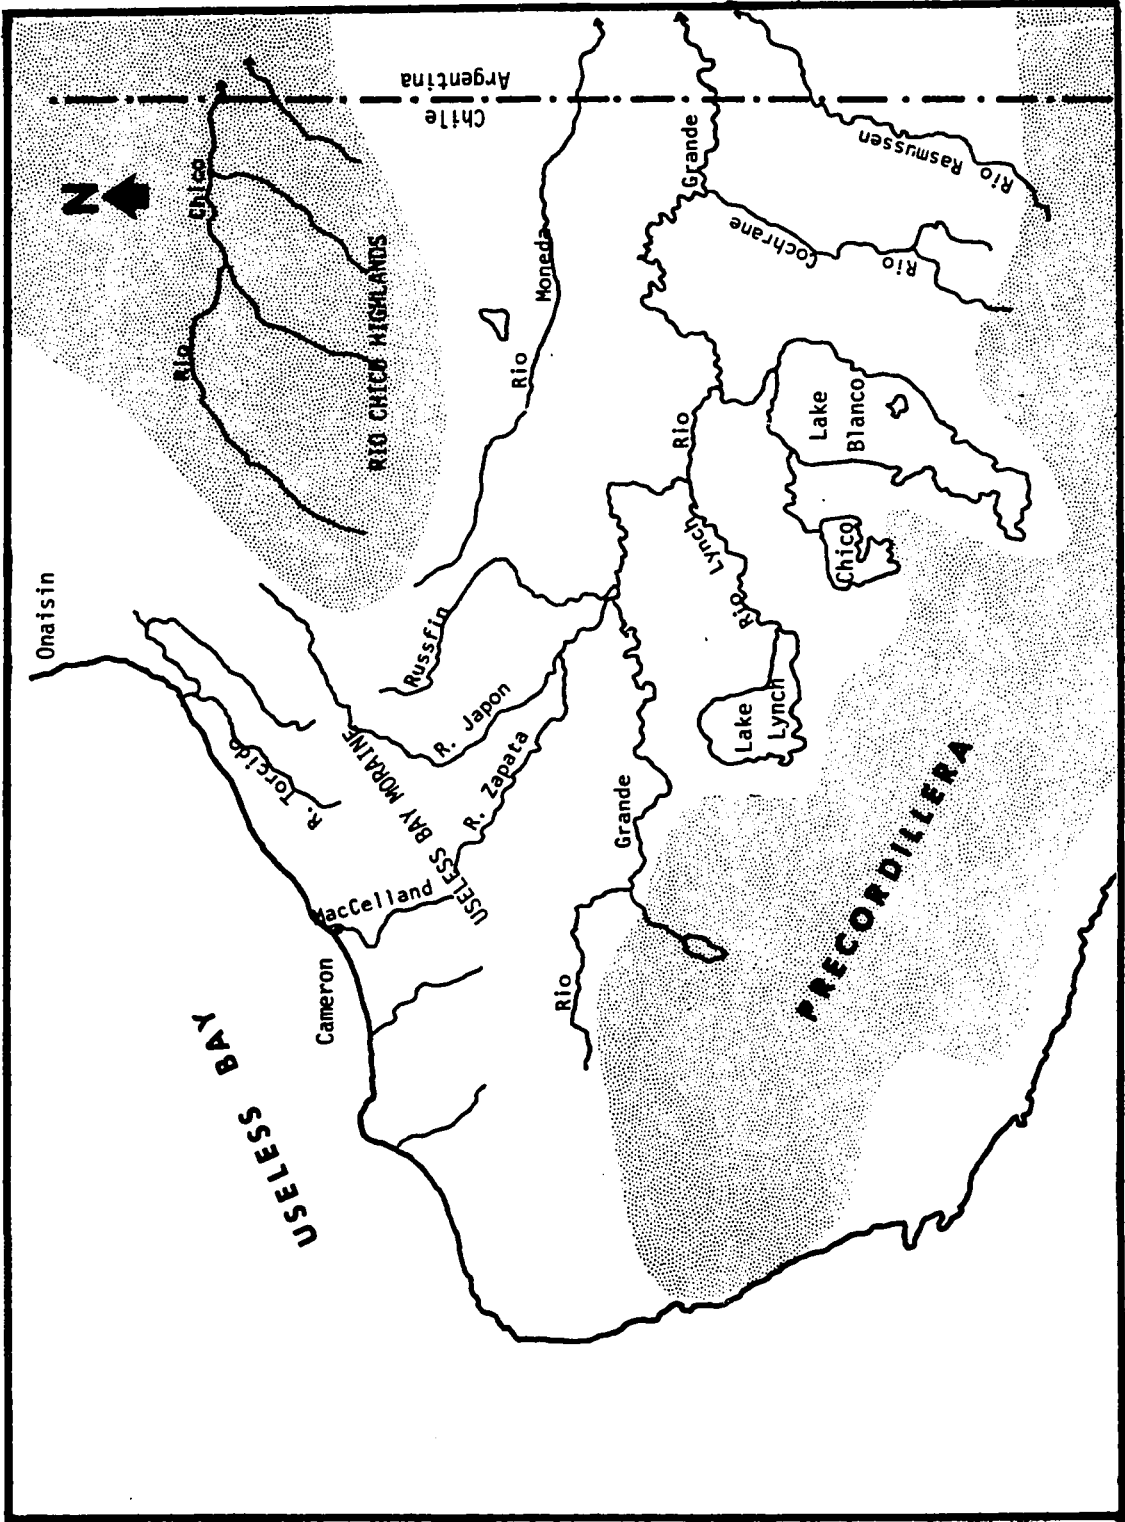 Onaisin
N
Rio Chico
RIO CHICO HIGHLANDS
Chile
Argentina
USELESS BAY
Cameron
R. Torcido
MacCelland
USELESS BAY MORAINE
Russfin
R. Japon
R. Zapata
Rio Moneda
Rio Grande
Rio Grande
Rio Lynch
Lake
Lynch
Lake
Blanco
Chico
Rio Cochrane
Rio Rasmussen
PRECORDILLERA